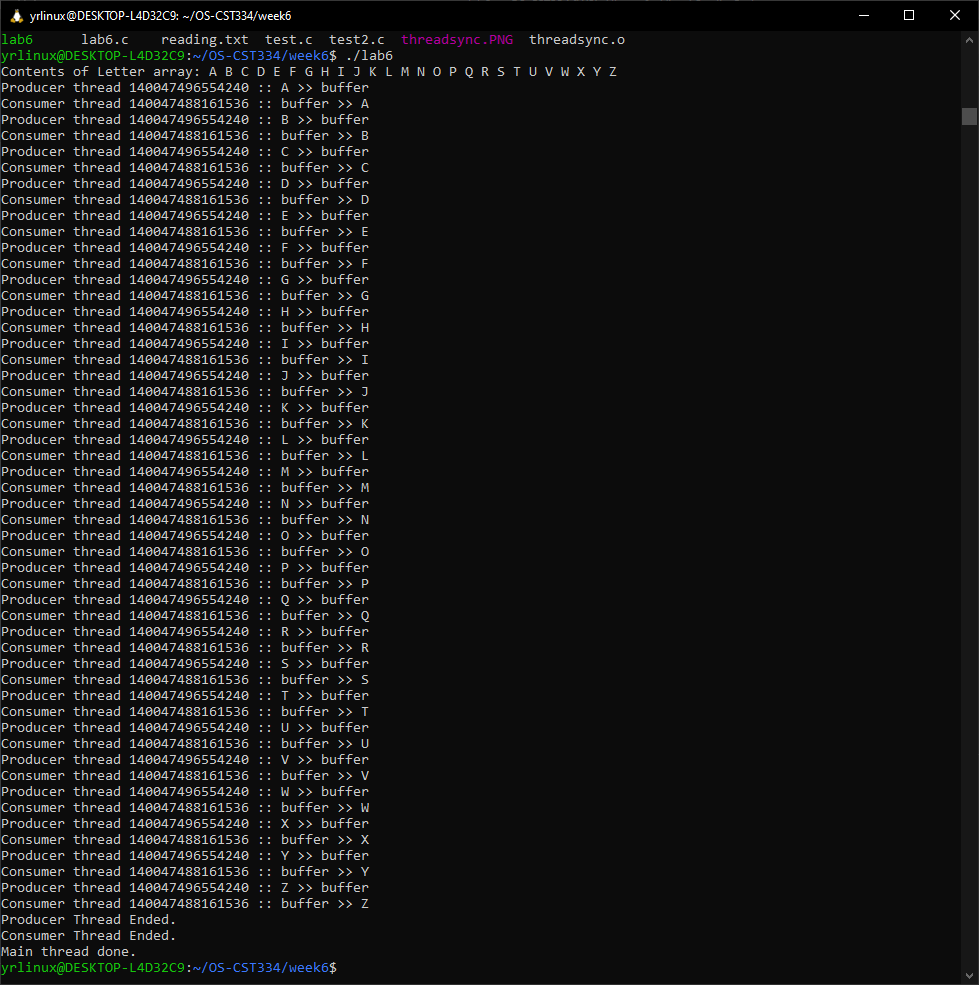 yrlinux@DESKTOP-L4D32C9: ~/OS-CST334/week6
lab6 lab6.c reading.txt test.c test2.c threadsync.PNG threadsync.o
yrlinux@DESKTOP-L4D32C9:~/OS-CST334/week6$ ./lab6
Contents of Letter array: A B C D E F G H I J K L M N O P Q R S T U V W X Y Z
Producer thread 140047496554240 :: A >> buffer
Consumer thread 140047488161536 :: buffer >> A
Producer thread 140047496554240 :: B >> buffer
Consumer thread 140047488161536 :: buffer >> B
Producer thread 140047496554240 :: C >> buffer
Consumer thread 140047488161536 :: buffer >> C
Producer thread 140047496554240 :: D >> buffer
Consumer thread 140047488161536 :: buffer >> D
Producer thread 140047496554240 :: E >> buffer
Consumer thread 140047488161536 :: buffer >> E
Producer thread 140047496554240 :: F >> buffer
Consumer thread 140047488161536 :: buffer >> F
Producer thread 140047496554240 :: G >> buffer
Consumer thread 140047488161536 :: buffer >> G
Producer thread 140047496554240 :: H >> buffer
Consumer thread 140047488161536 :: buffer >> H
Producer thread 140047496554240 :: I >> buffer
Consumer thread 140047488161536 :: buffer >> I
Producer thread 140047496554240 :: J >> buffer
Consumer thread 140047488161536 :: buffer >> J
Producer thread 140047496554240 :: K >> buffer
Consumer thread 140047488161536 :: buffer >> K
Producer thread 140047496554240 :: L >> buffer
Consumer thread 140047488161536 :: buffer >> L
Producer thread 140047496554240 :: M >> buffer
Consumer thread 140047488161536 :: buffer >> M
Producer thread 140047496554240 :: N >> buffer
Consumer thread 140047488161536 :: buffer >> N
Producer thread 140047496554240 :: O >> buffer
Consumer thread 140047488161536 :: buffer >> O
Producer thread 140047496554240 :: P >> buffer
Consumer thread 140047488161536 :: buffer >> P
Producer thread 140047496554240 :: Q >> buffer
Consumer thread 140047488161536 :: buffer >> Q
Producer thread 140047496554240 :: R >> buffer
Consumer thread 140047488161536 :: buffer >> R
Producer thread 140047496554240 :: S >> buffer
Consumer thread 140047488161536 :: buffer >> S
Producer thread 140047496554240 :: T >> buffer
Consumer thread 140047488161536 :: buffer >> T
Producer thread 140047496554240 :: U >> buffer
Consumer thread 140047488161536 :: buffer >> U
Producer thread 140047496554240 :: V >> buffer
Consumer thread 140047488161536 :: buffer >> V
Producer thread 140047496554240 :: W >> buffer
Consumer thread 140047488161536 :: buffer >> W
Producer thread 140047496554240 :: X >> buffer
Consumer thread 140047488161536 :: buffer >> X
Producer thread 140047496554240 :: Y >> buffer
Consumer thread 140047488161536 :: buffer >> Y
Producer thread 140047496554240 :: Z >> buffer
Consumer thread 140047488161536 :: buffer >> Z
Producer Thread Ended.
Consumer Thread Ended.
Main thread done.
yrlinux@DESKTOP-L4D32C9:~/OS-CST334/week6$